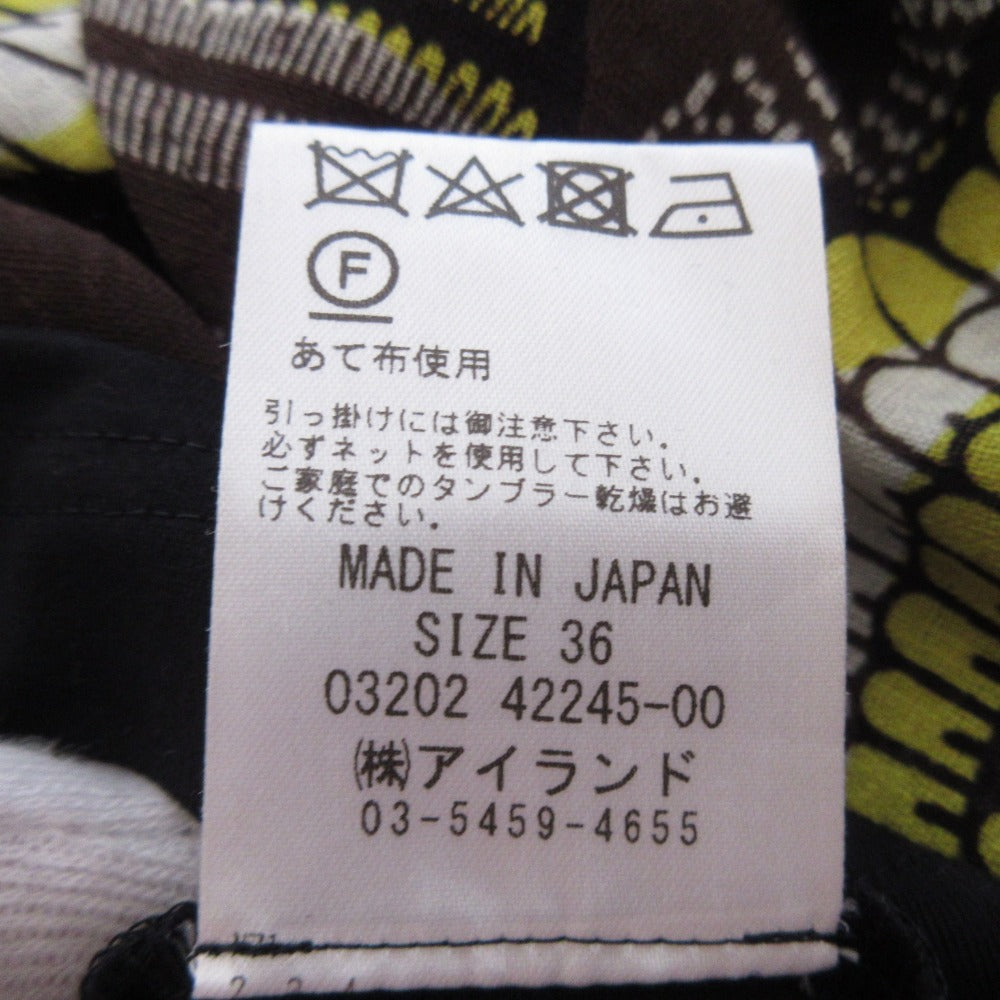 F
あて布使用
引っ掛けには御注意下さい.
必ずネットを使用して下さい.
ご家庭でのタンブラー乾燥はお避
けください.
MADE IN JAPAN
SIZE 36
03202 42245-00
㈱アイランド
03-5459-4655